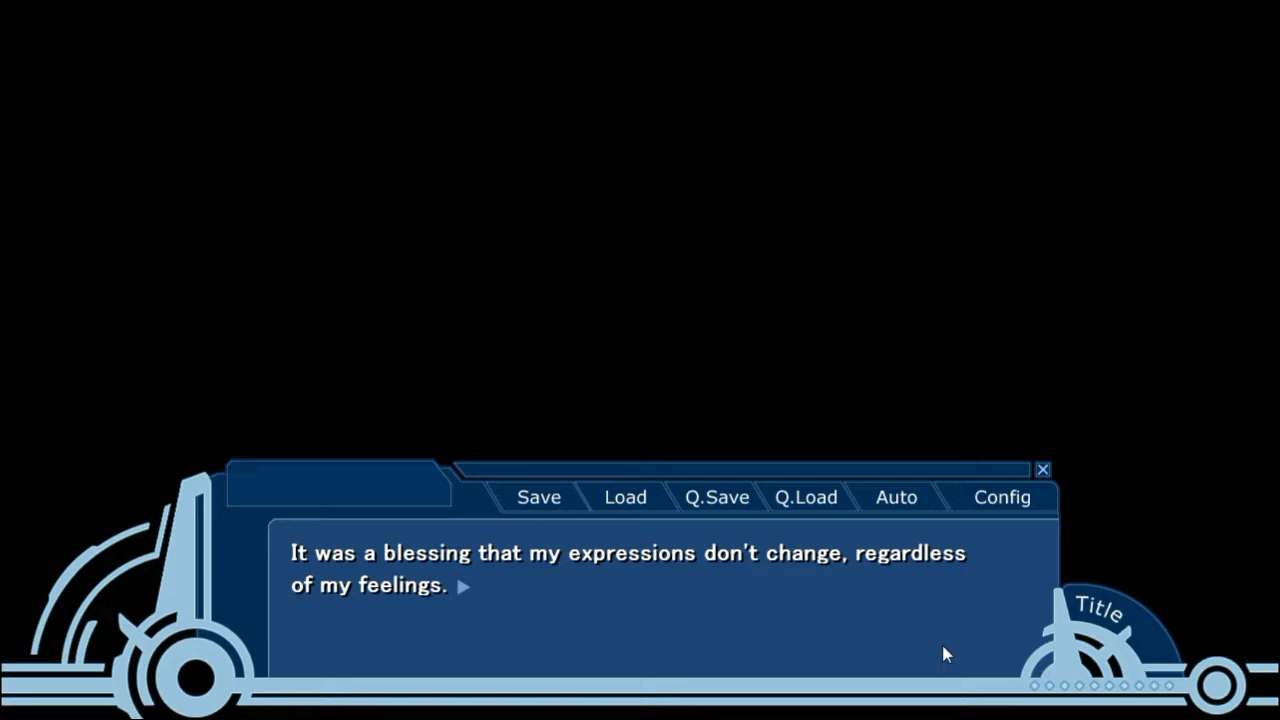 Save Load Q.Save Q.Load Auto Config
It was a blessing that my expressions don't change, regardless
of my feelings.
Title